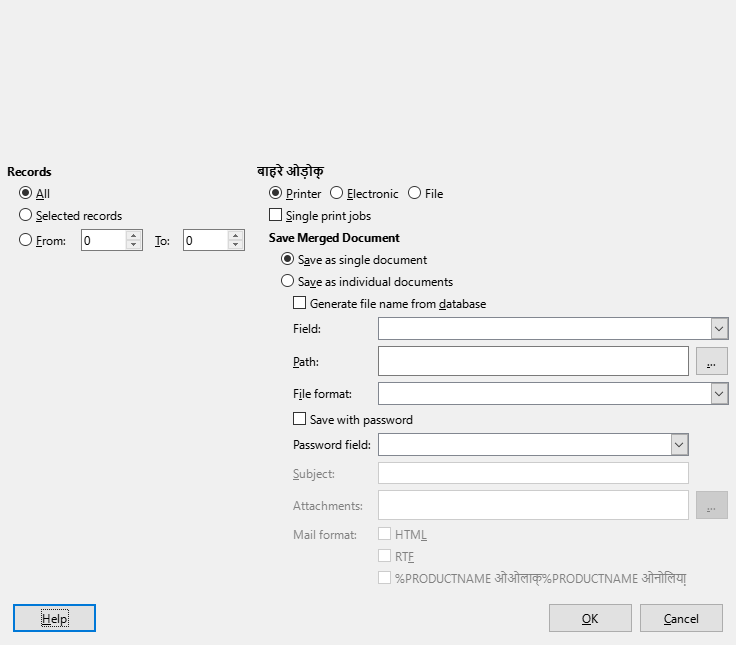 Records
All
Selected records
From: 0 To: 0
बाहरे ओड़ोक्
Printer Electronic File
Single print jobs
Save Merged Document
Save as single document
Save as individual documents
Generate file name from database
Field:
Path: ...
File format:
Save with password
Password field:
Subject:
Attachments: ...
Mail format: HTML
RTF
%PRODUCTNAME ओओलाक्%PRODUCTNAME ओनोलिया़
Help OK Cancel